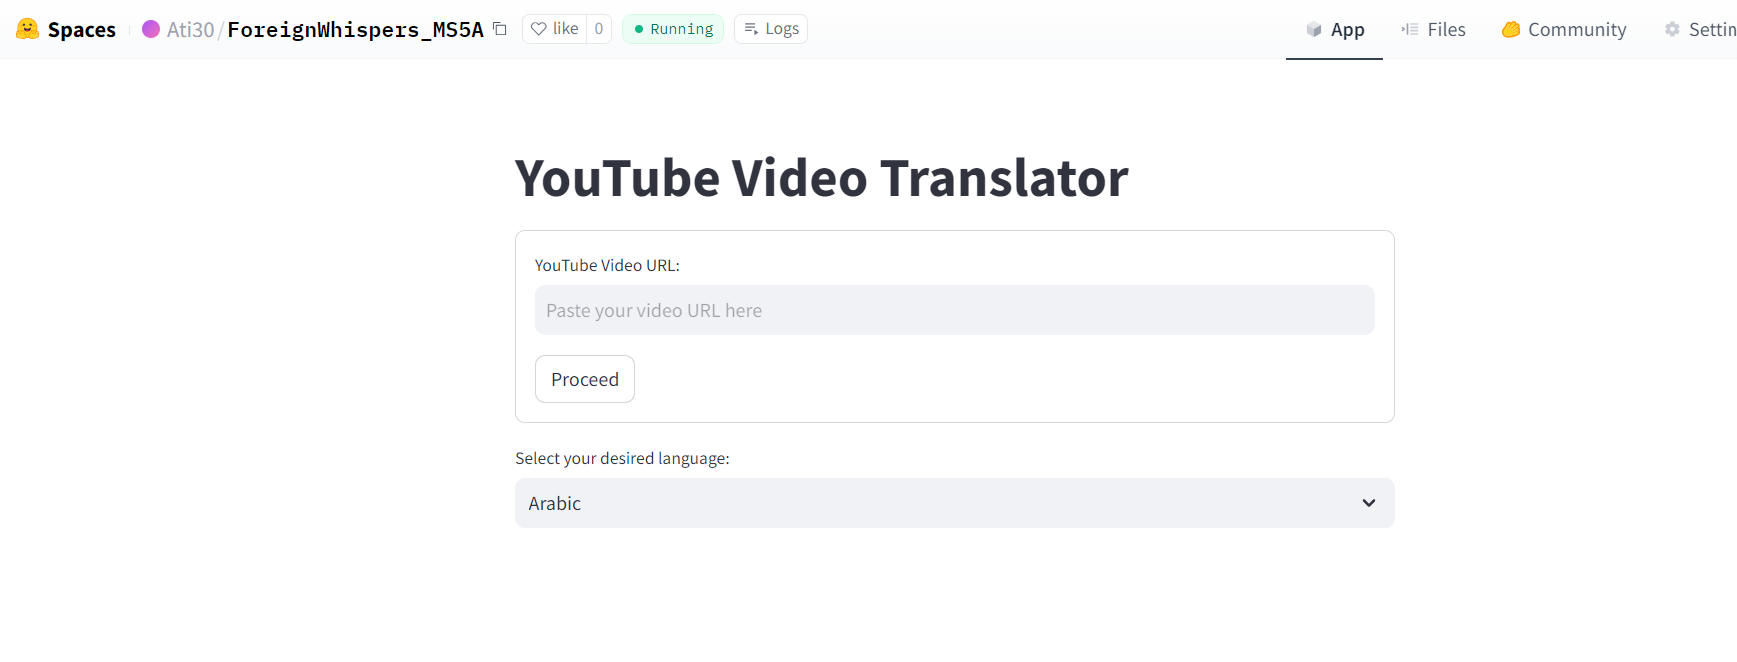 Spaces Ati30/ForeignWhispers_MS5A like 0 Running Logs App Files Community Settin
YouTube Video Translator
YouTube Video URL:
Paste your video URL here
Proceed
Select your desired language:
Arabic